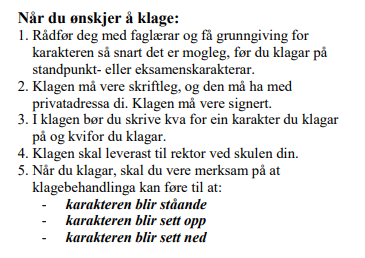 Når du ønskjer å klage:
1. Rådfør deg med faglærar og få grunngiving for
karakteren så snart det er mogleg, før du klagar på
standpunkt- eller eksamenskarakterar.
2. Klagen må vere skriftleg, og den må ha med
privatadressa di. Klagen må vere signert.
3. I klagen bør du skrive kva for ein karakter du klagar
på og kvifor du klagar.
4. Klagen skal leverast til rektor ved skulen din.
5. Når du klagar, skal du vere merksam på at
klagebehandlinga kan føre til at:
- karakteren blir ståande
- karakteren blir sett opp
- karakteren blir sett ned